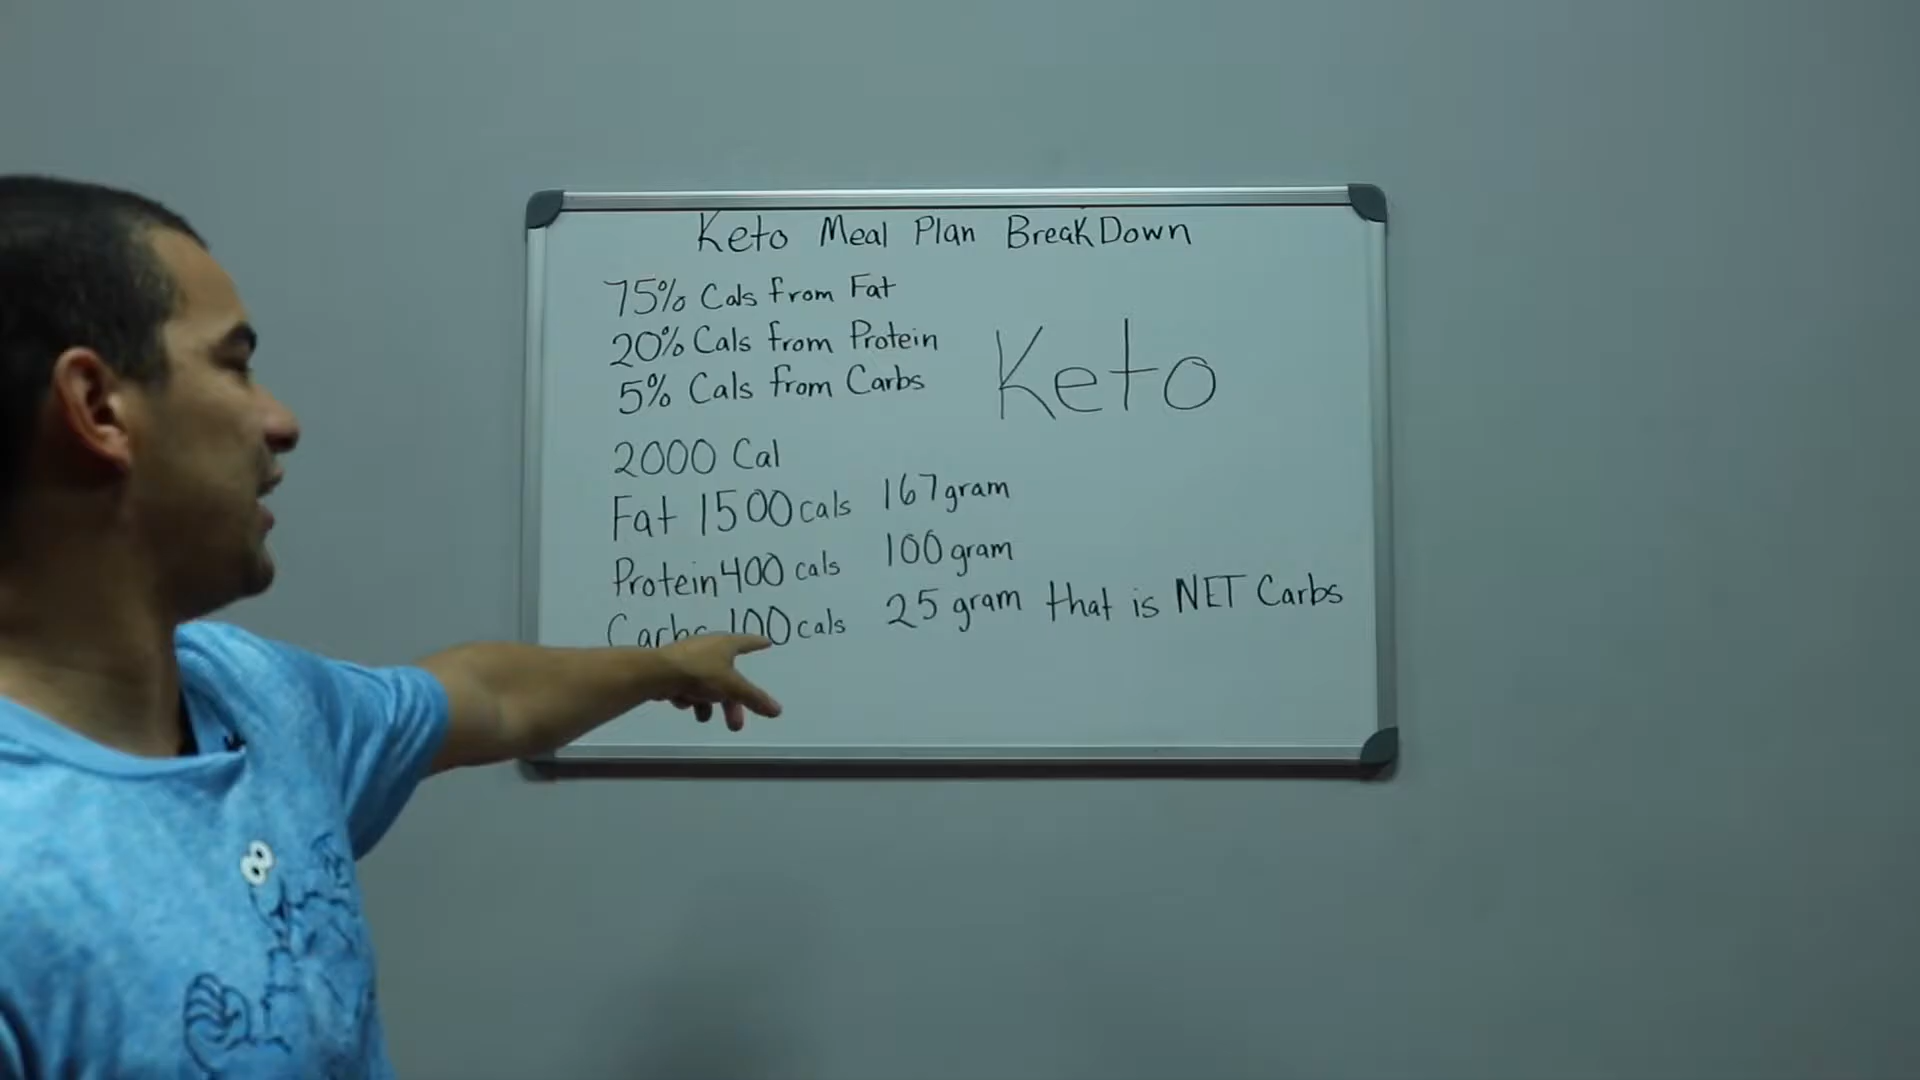 Keto Meal Plan BreakDown
75% Cals from Fat
20% Cals from Protein
5% Cals from Carbs
Keto
2000 Cal
Fat 1500 cals 167 gram
Protein 400 cals 100 gram
Carbs 100 cals 25 gram that is NET Carbs